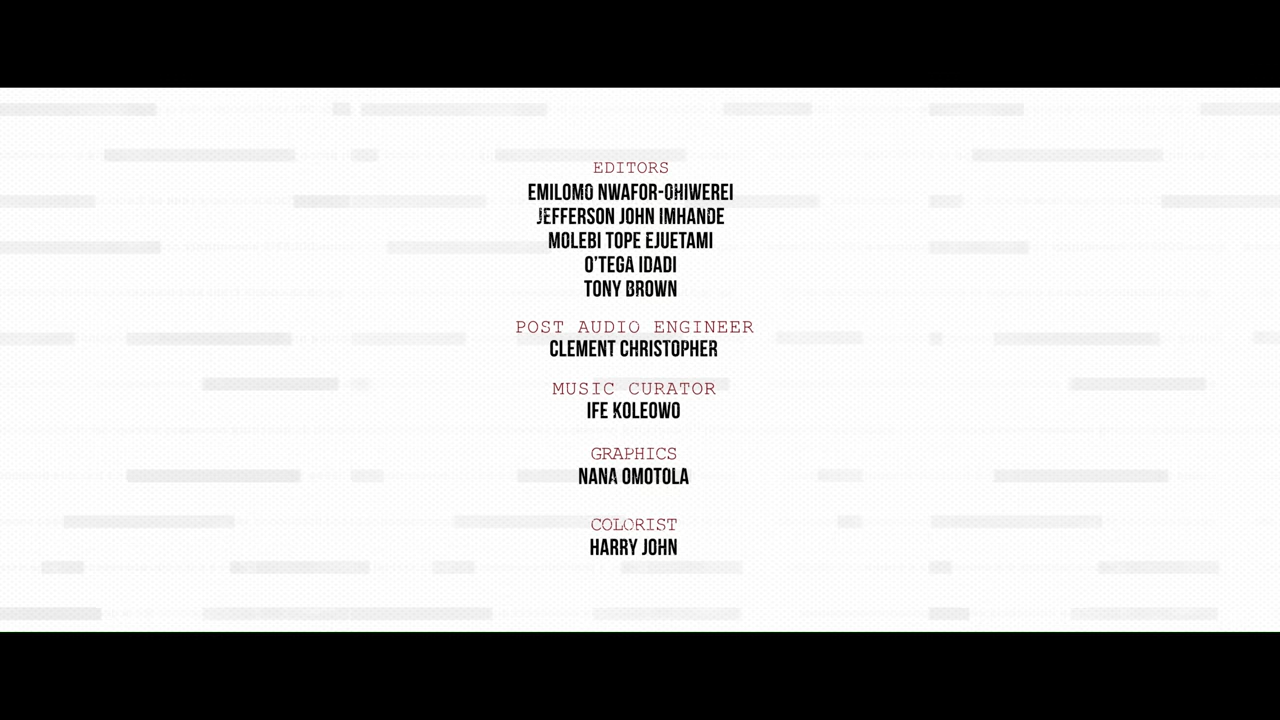 EDITORS
EMILOMO NWAFOR-OHIWEREI
JEFFERSON JOHN IMHANDE
MOLEBI TOPE EJUETAMI
O'TEGA IDADI
TONY BROWN
POST AUDIO ENGINEER
CLEMENT CHRISTOPHER
MUSIC CURATOR
IFE KOLEOWO
GRAPHICS
NANA OMOTOLA
COLORIST
HARRY JOHN